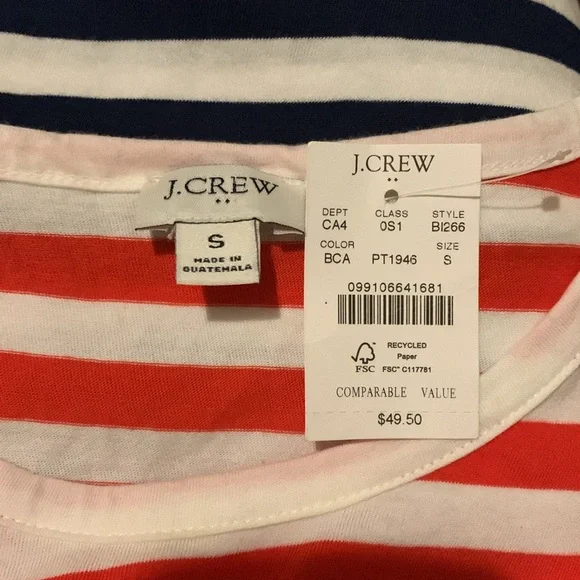 J.CREW
S
MADE IN
GUATEMALA
J.CREW
DEPT CLASS STYLE
CA4 0S1 BI266
COLOR SIZE
BCA PT1946 S
099106641681
FSC
RECYCLED
Paper
FSC® C117781
COMPARABLE VALUE
$49.50